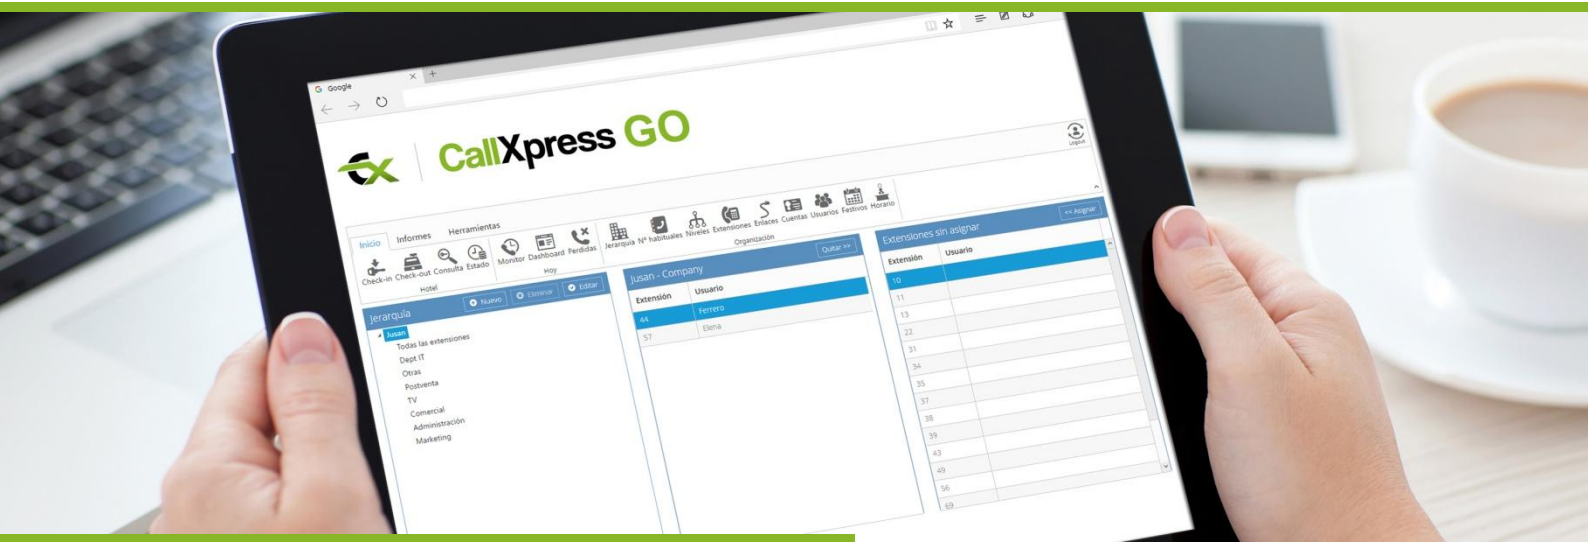 Google
CallXpress GO
Logout
Inicio Informes Herramientas
Check-in Check-out Consulta Estado Monitor Dashboard Perdidas Jerarquía Nº habituales Niveles Extensiones Enlaces Cuentas Usuarios Festivos Horario
Hotel Hoy Organización
Jerarquía Nuevo Eliminar Editar
Jusan
Todas las extensiones
Dept IT
Otras
Postventa
TV
Comercial
Administración
Marketing
Jusan - Company Quitar >>
Extensión Usuario
44 Ferrero
57 Elena
Extensiones sin asignar << Asignar
Extensión Usuario
10
11
13
22
31
34
35
37
38
39
43
49
56
69